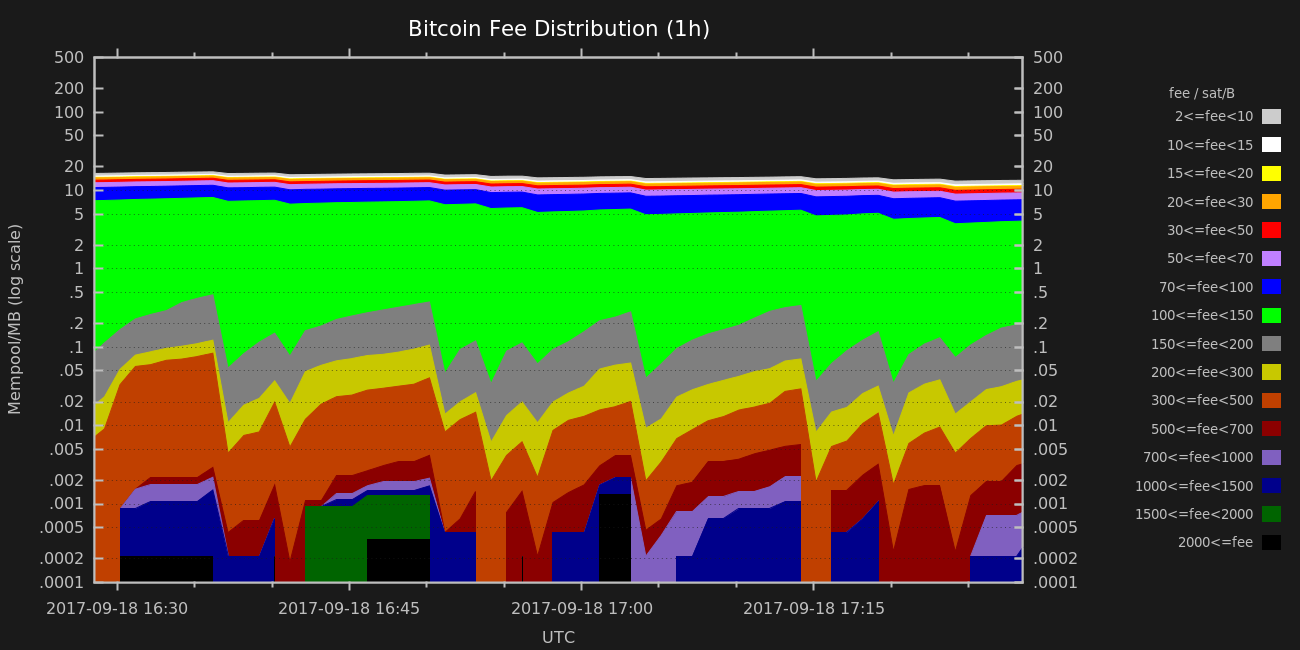 Bitcoin Fee Distribution (1h)
Mempool/MB (log scale)
500
200
100
50
20
10
5
2
1
.5
.2
.1
.05
.02
.01
.005
.002
.001
.0005
.0002
.0001
500
200
100
50
20
10
5
2
1
.5
.2
.1
.05
.02
.01
.005
.002
.001
.0005
.0002
.0001
2017-09-18 16:30 2017-09-18 16:45 2017-09-18 17:00 2017-09-18 17:15
UTC
fee / sat/B
2<=fee<10
10<=fee<15
15<=fee<20
20<=fee<30
30<=fee<50
50<=fee<70
70<=fee<100
100<=fee<150
150<=fee<200
200<=fee<300
300<=fee<500
500<=fee<700
700<=fee<1000
1000<=fee<1500
1500<=fee<2000
2000<=fee